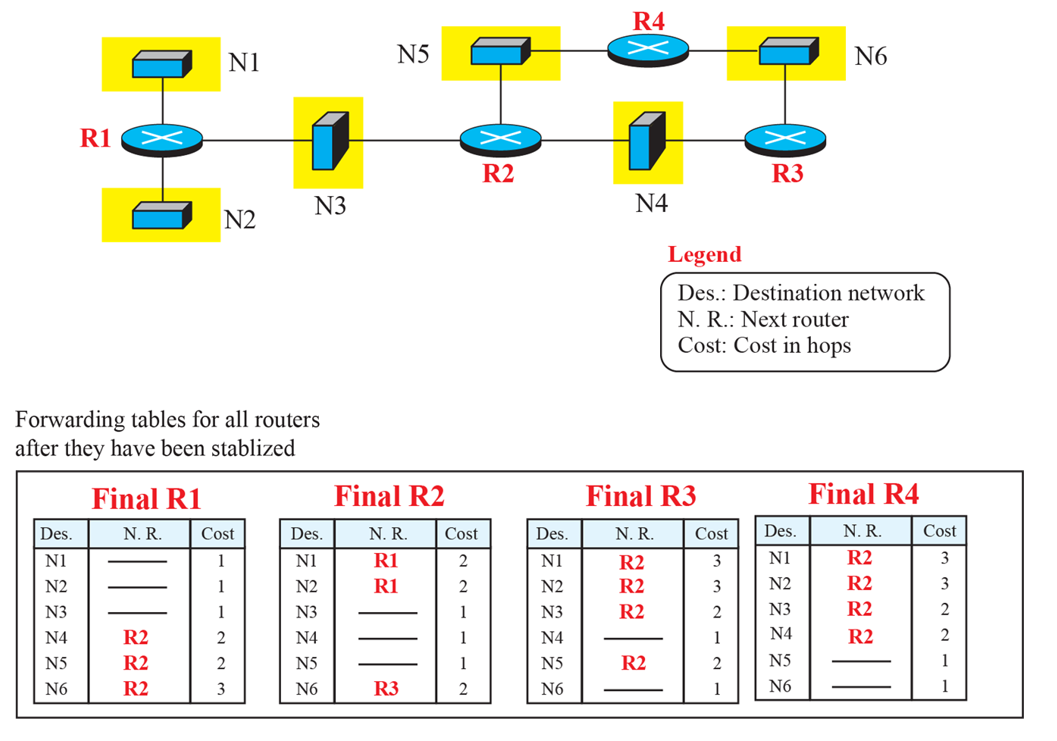 R4
N5
N6
N1
R1
R2
R3
N3
N4
N2
Legend
Des.: Destination network
N. R.: Next router
Cost: Cost in hops
Forwarding tables for all routers
after they have been stablized
Final R1
Des. N. R. Cost
N1 —— 1
N2 —— 1
N3 —— 1
N4 R2 2
N5 R2 2
N6 R2 3
Final R2
Des. N. R. Cost
N1 R1 2
N2 R1 2
N3 —— 1
N4 —— 1
N5 —— 1
N6 R3 2
Final R3
Des. N. R. Cost
N1 R2 3
N2 R2 3
N3 R2 2
N4 —— 1
N5 R2 2
N6 —— 1
Final R4
Des. N. R. Cost
N1 R2 3
N2 R2 3
N3 R2 2
N4 R2 2
N5 —— 1
N6 —— 1